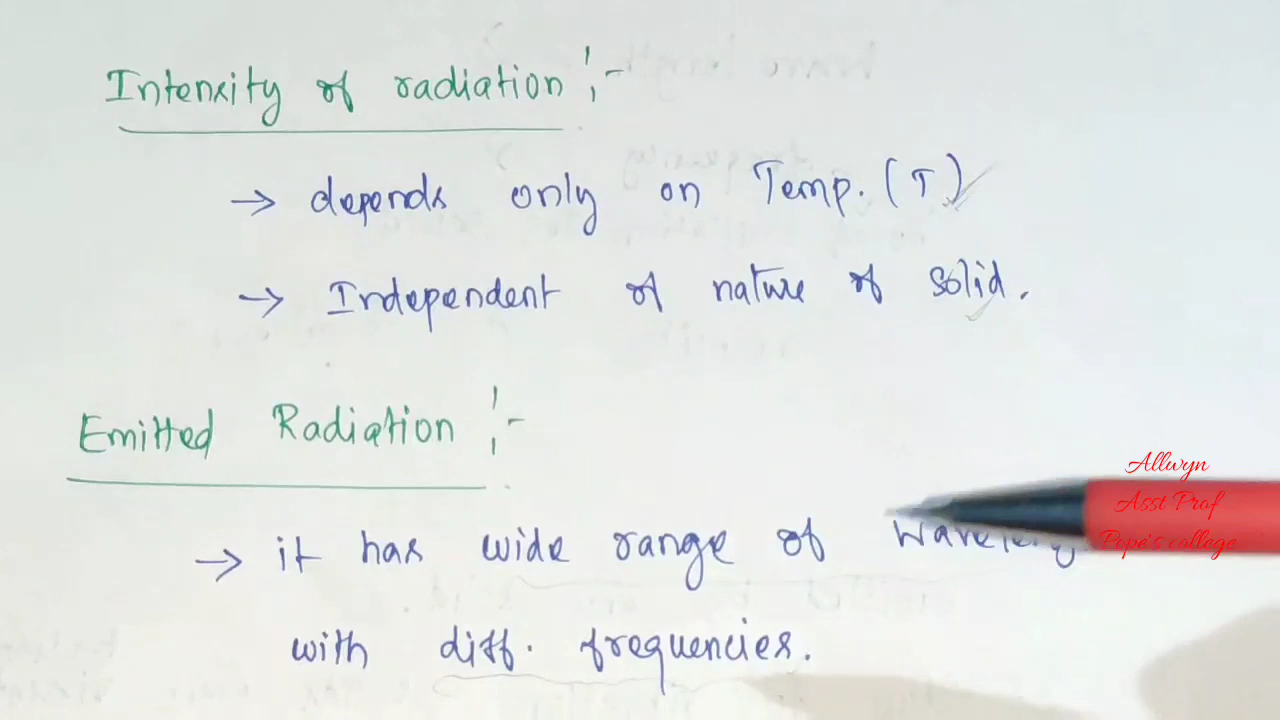 Intensity of radiation :-
→ depends only on Temp. (T)
→ Independent of nature of solid.
Emitted Radiation :-
→ it has wide range of
with diff. frequencies.
Allwyn
Asst Prof
Pope's college